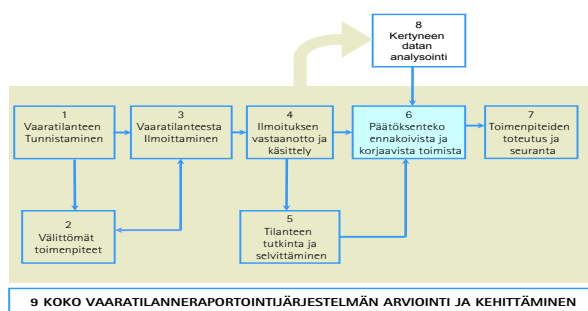 8
Kertyneen
datan
analysointi
1
Vaaratilanteen
Tunnistaminen
3
Vaaratilanteesta
Ilmoittaminen
4
Ilmoituksen
vastaanotto ja
käsittely
6
Päätöksenteko
ennakoivista ja
korjaavista toimista
7
Toimenpiteiden
toteutus ja
seuranta
2
Välittömät
toimenpiteet
5
Tilanteen
tutkinta ja
selvittäminen
9 KOKO VAARATILANNERAPORTOINTIJÄRJESTELMÄN ARVIOINTI JA KEHITTÄMINEN